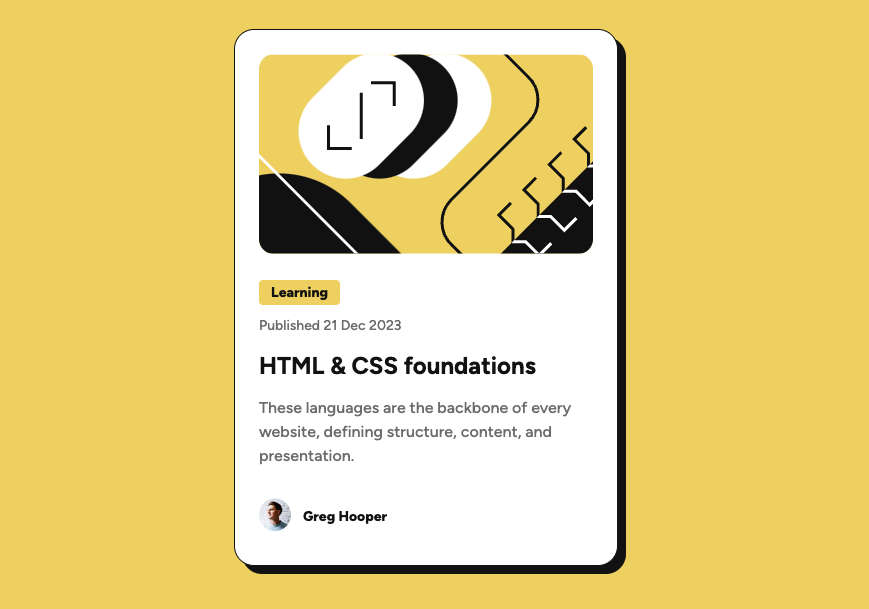 Learning
Published 21 Dec 2023
HTML & CSS foundations
These languages are the backbone of every
website, defining structure, content, and
presentation.
Greg Hooper